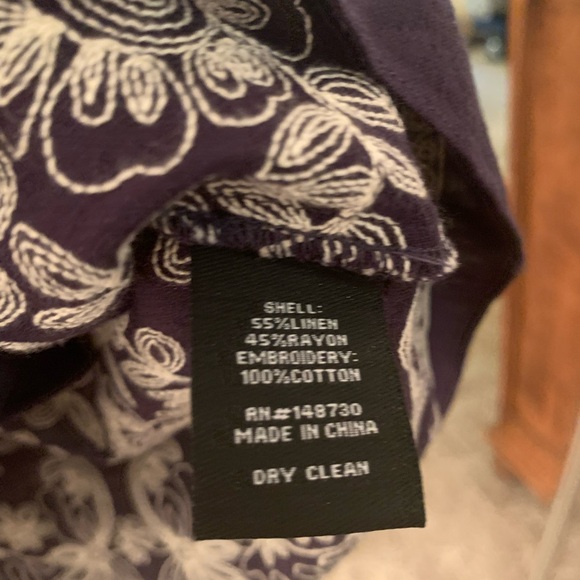 SHELL:
55%LINEN
45%RAYON
EMBROIDERY:
100%COTTON
RN#148730
MADE IN CHINA
DRY CLEAN